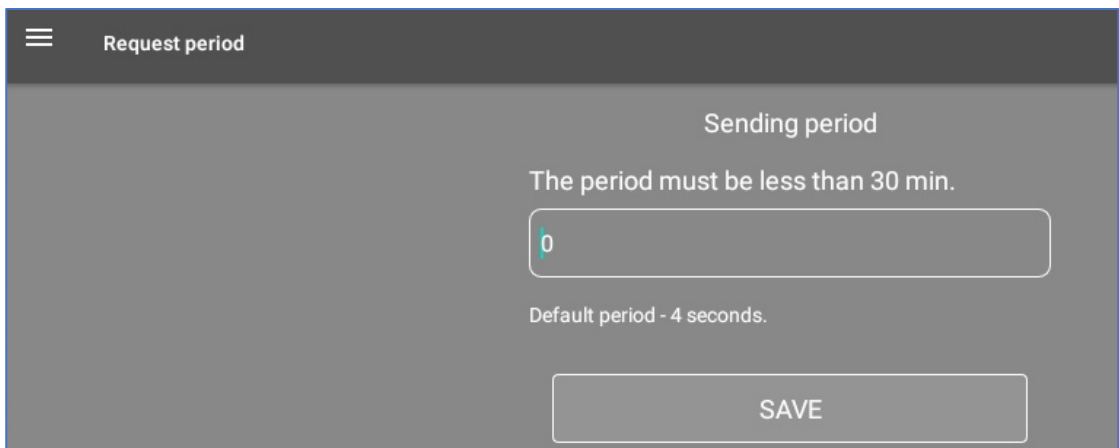 Request period
Sending period
The period must be less than 30 min.
0
Default period - 4 seconds.
SAVE